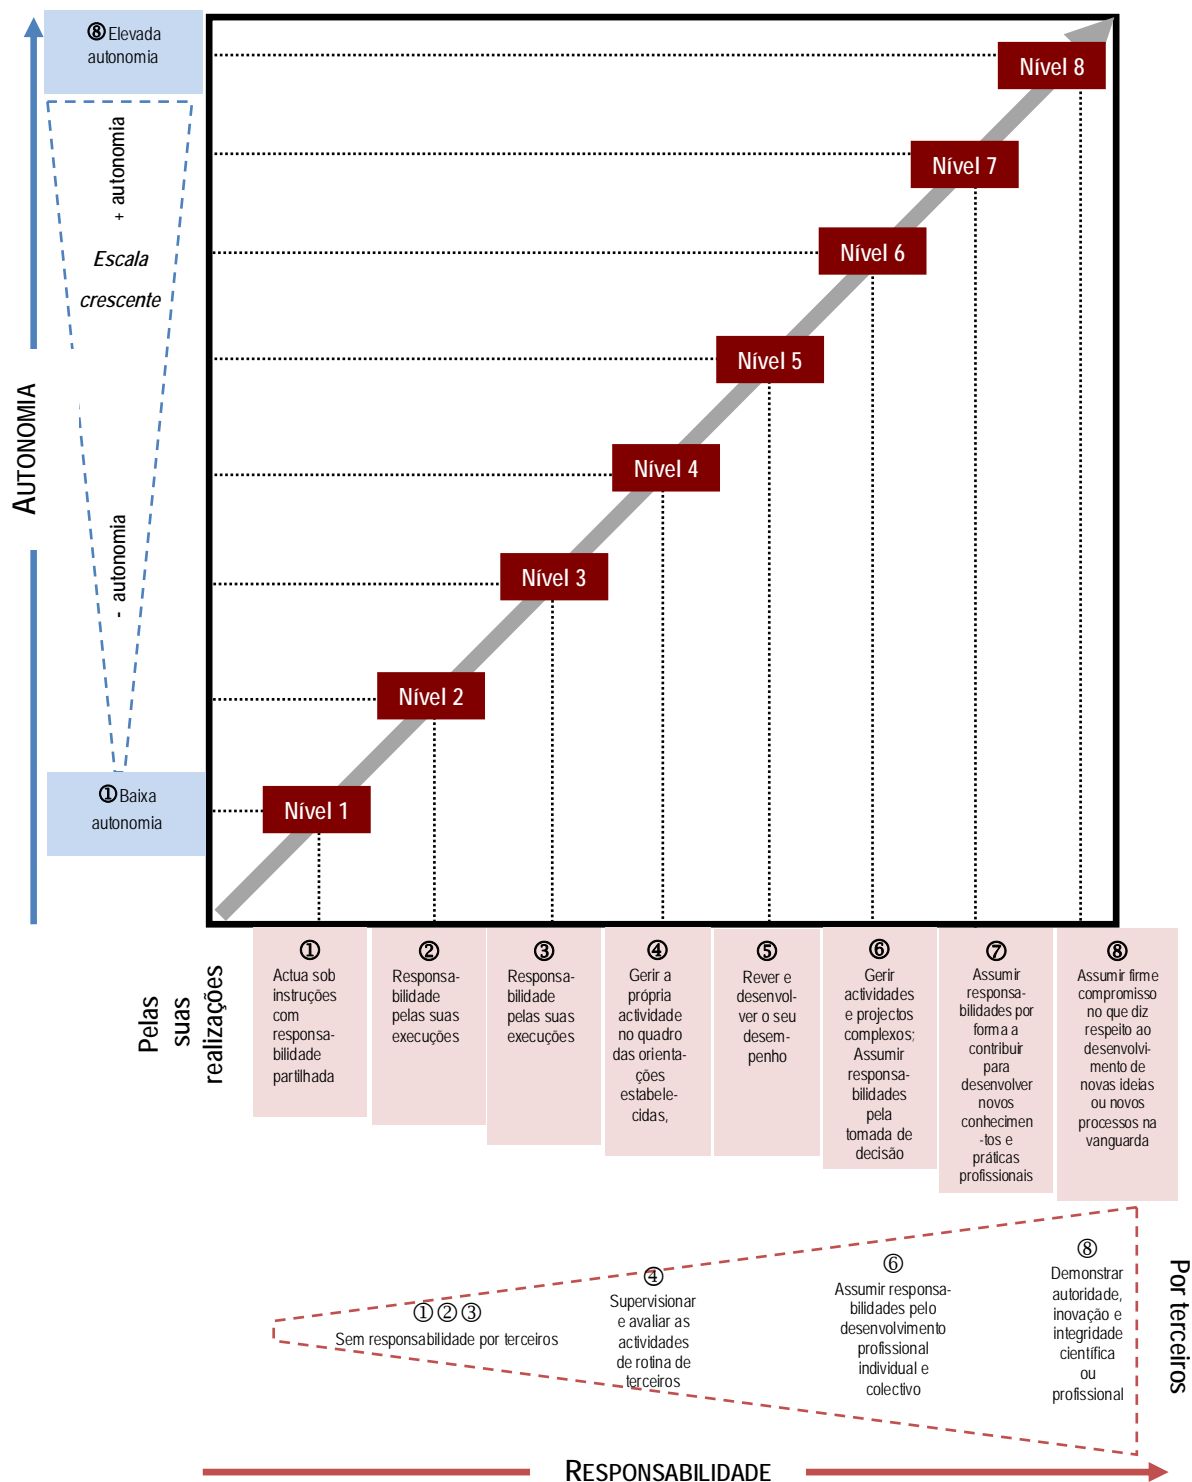 ⑧ Elevada
autonomia
+ autonomia
Escala
crescente
AUTONOMIA
- autonomia
① Baixa
autonomia
Nível 8
Nível 7
Nível 6
Nível 5
Nível 4
Nível 3
Nível 2
Nível 1
Pelas
suas
realizações
①
Actua sob
instruções
com
responsa-
bilidade
partilhada
②
Responsa-
bilidade
pelas suas
execuções
③
Responsa-
bilidade
pelas suas
execuções
④
Gerir a
própria
actividade
no quadro
das orienta-
ções
estabele-
cidas,
⑤
Rever e
desenvol-
ver o seu
desem-
penho
⑥
Gerir
actividades
e projectos
complexos;
Assumir
responsa-
bilidades
pela
tomada de
decisão
⑦
Assumir
responsa-
bilidades por
forma a
contribuir
para
desenvolver
novos
conhecimen
-tos e
práticas
profissionais
⑧
Assumir firme
compromisso
no que diz
respeito ao
desenvolvi-
mento de
novas ideias
ou novos
processos na
vanguarda
①②③
Sem responsabilidade por terceiros
④
Supervisionar
e avaliar as
actividades
de rotina de
terceiros
⑥
Assumir responsa-
bilidades pelo
desenvolvimento
profissional
individual e
colectivo
⑧
Demonstrar
autoridade,
inovação e
integridade
científica
ou
profissional
Por terceiros
RESPONSABILIDADE